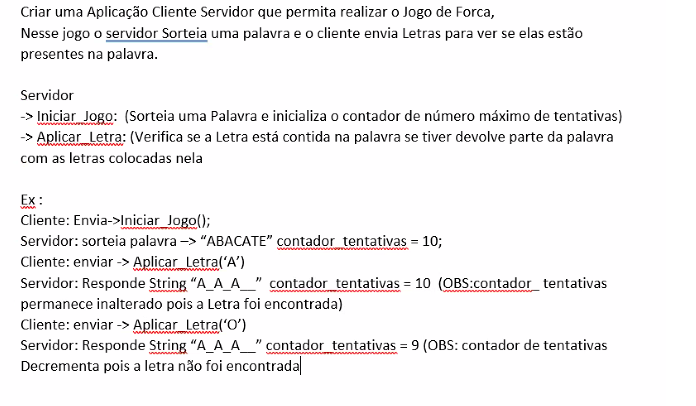 Criar uma Aplicação Cliente Servidor que permita realizar o Jogo de Forca,
Nesse jogo o servidor Sorteia uma palavra e o cliente envia Letras para ver se elas estão
presentes na palavra.
Servidor
-> Iniciar_Jogo: (Sorteia uma Palavra e inicializa o contador de número máximo de tentativas)
-> Aplicar_Letra: (Verifica se a Letra está contida na palavra se tiver devolve parte da palavra
com as letras colocadas nela
Ex :
Cliente: Envia->Iniciar_Jogo();
Servidor: sorteia palavra –> “ABACATE” contador_tentativas = 10;
Cliente: enviar -> Aplicar_Letra(‘A’)
Servidor: Responde String “A_A_A__” contador_tentativas = 10 (OBS:contador_ tentativas
permanece inalterado pois a Letra foi encontrada)
Cliente: enviar -> Aplicar_Letra(‘O’)
Servidor: Responde String “A_A_A__” contador_tentativas = 9 (OBS: contador de tentativas
Decrementa pois a letra não foi encontrada